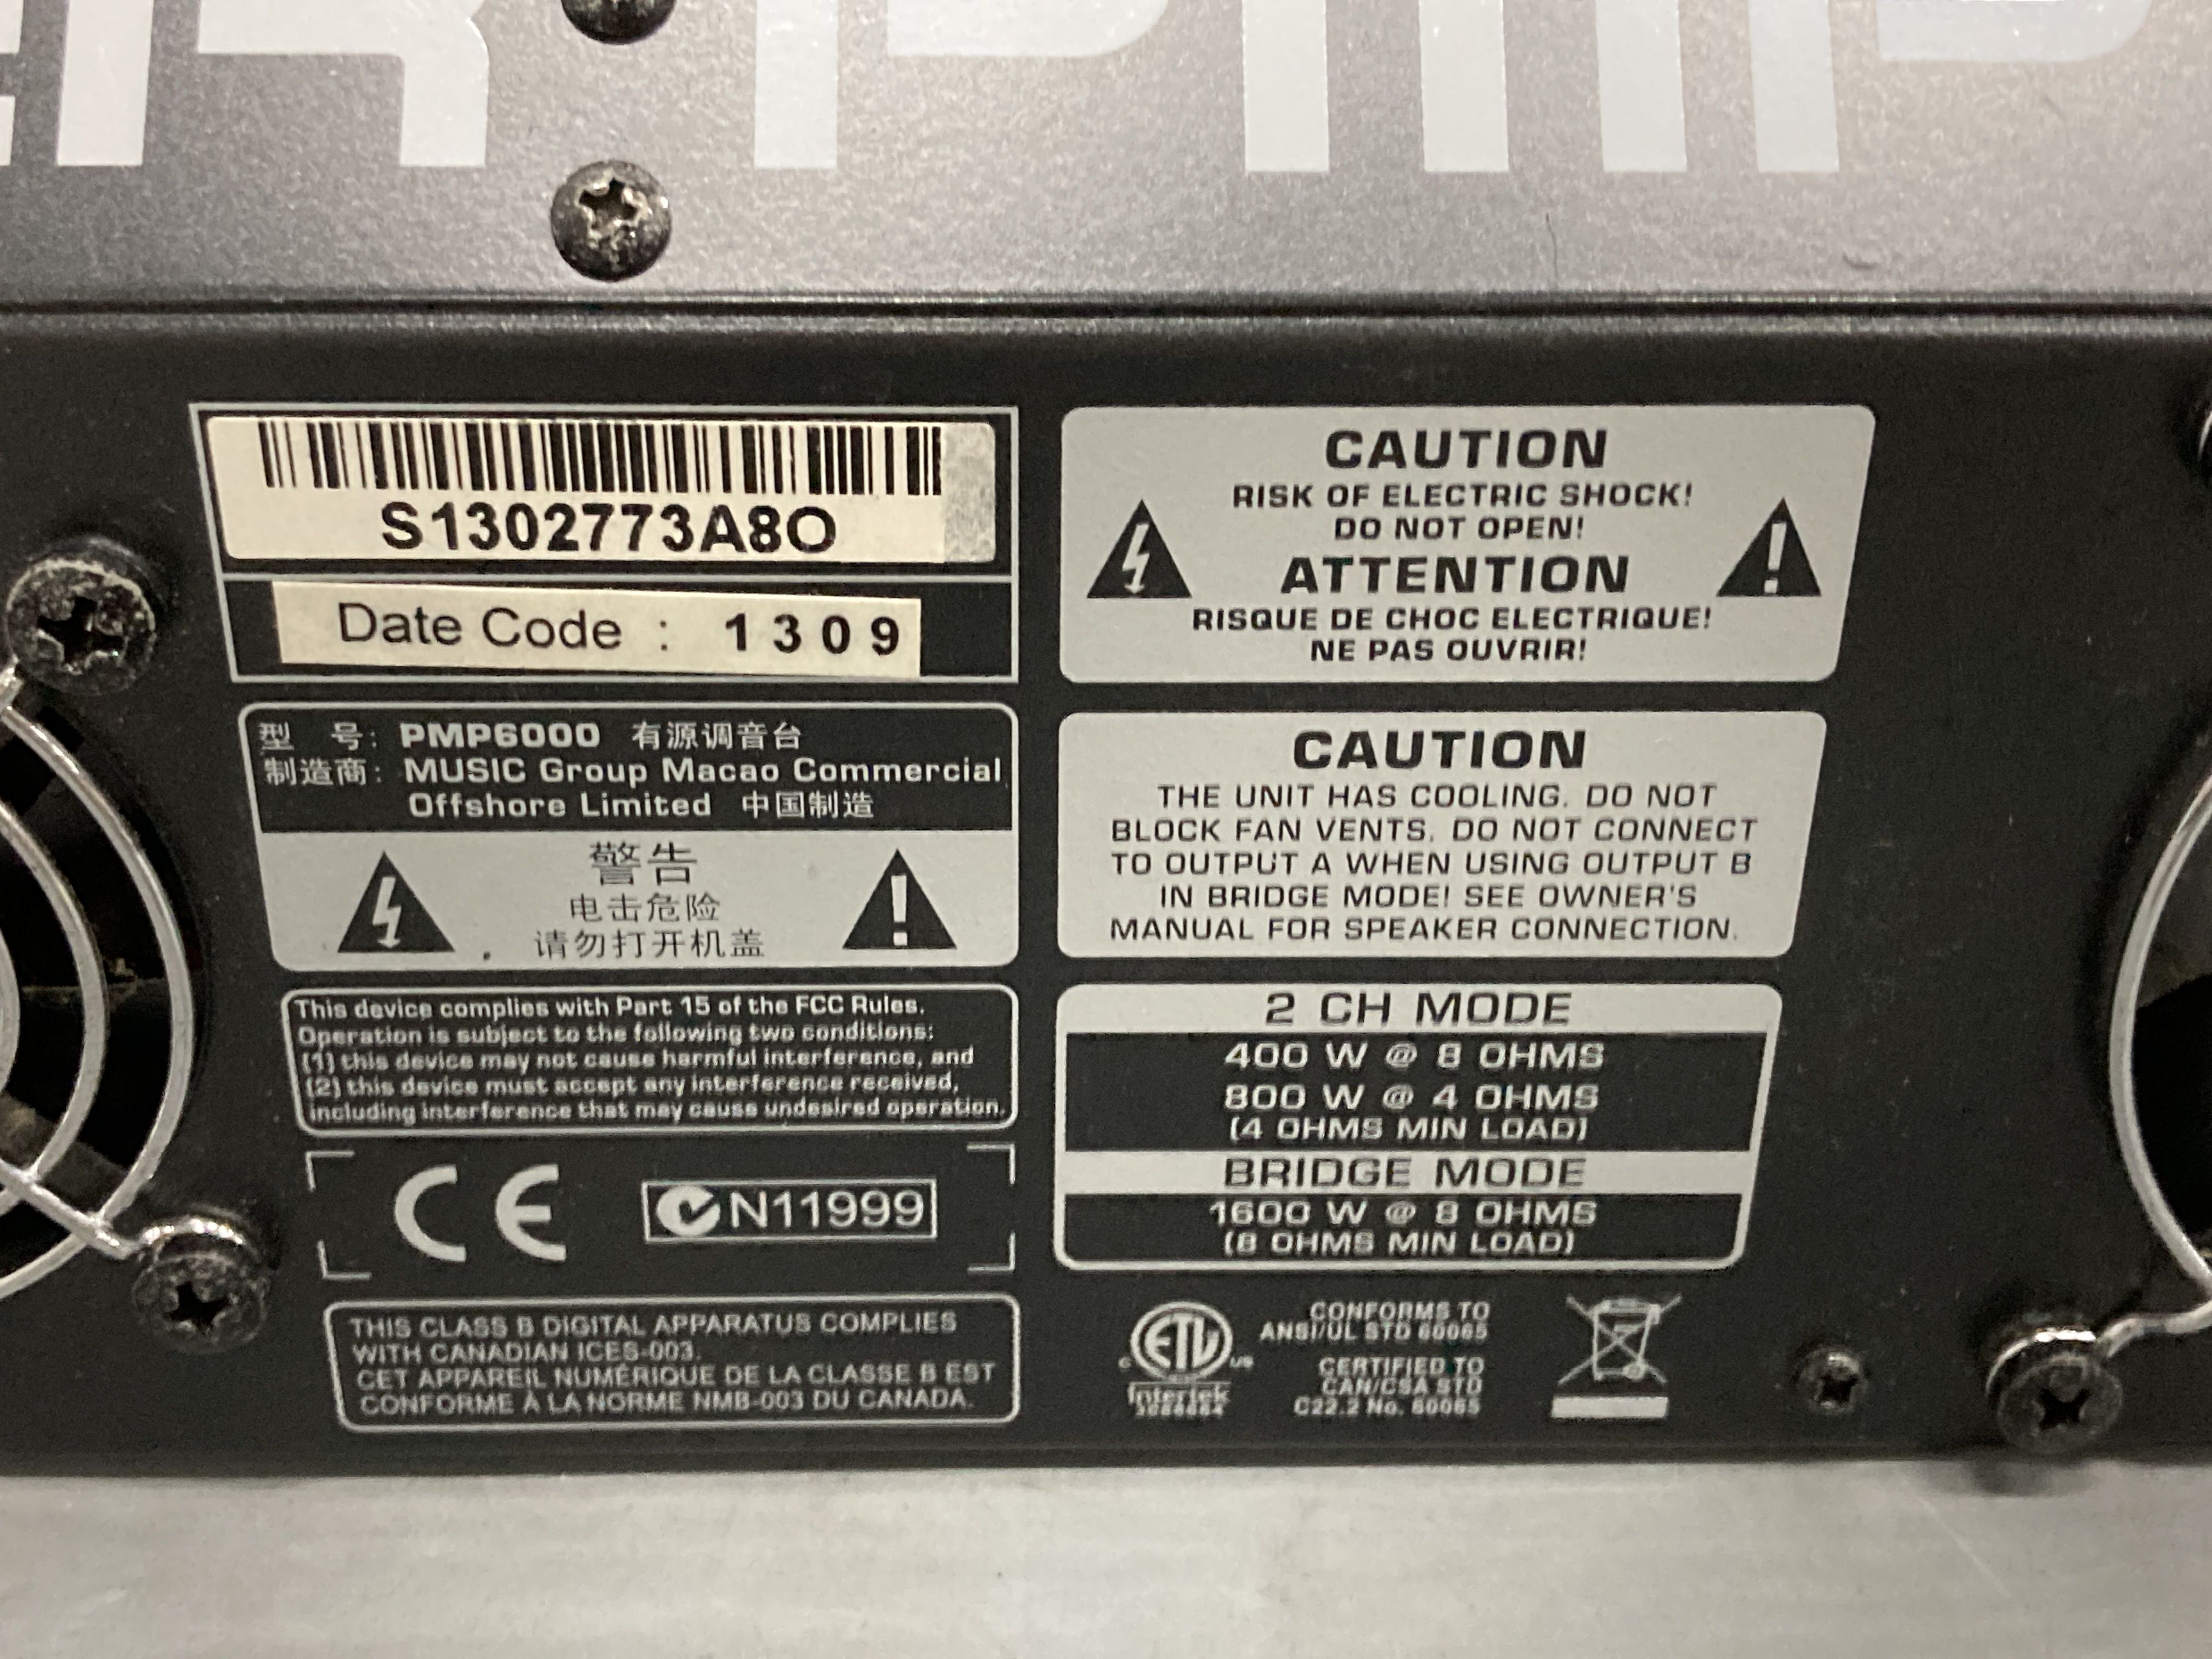 S1302773A8O
Date Code : 1309
型 号: PMP6000 有源调音台
制造商: MUSIC Group Macao Commercial
Offshore Limited 中国制造
警告
电击危险
请勿打开机盖
This device complies with Part 15 of the FCC Rules.
Operation is subject to the following two conditions:
(1) this device may not cause harmful interference, and
(2) this device must accept any interference received,
including interference that may cause undesired operation.
CE N11999
THIS CLASS B DIGITAL APPARATUS COMPLIES
WITH CANADIAN ICES-003.
CET APPAREIL NUMÉRIQUE DE LA CLASSE B EST
CONFORME À LA NORME NMB-003 DU CANADA.
CAUTION
RISK OF ELECTRIC SHOCK!
DO NOT OPEN!
ATTENTION
RISQUE DE CHOC ELECTRIQUE!
NE PAS OUVRIR!
CAUTION
THE UNIT HAS COOLING. DO NOT
BLOCK FAN VENTS. DO NOT CONNECT
TO OUTPUT A WHEN USING OUTPUT B
IN BRIDGE MODE! SEE OWNER'S
MANUAL FOR SPEAKER CONNECTION.
2 CH MODE
400 W @ 8 OHMS
800 W @ 4 OHMS
(4 OHMS MIN LOAD)
BRIDGE MODE
1600 W @ 8 OHMS
(8 OHMS MIN LOAD)
C ETL US
Intertek
CONFORMS TO
ANSI/UL STD 60065
CERTIFIED TO
CAN/CSA STD
C22.2 No. 60065